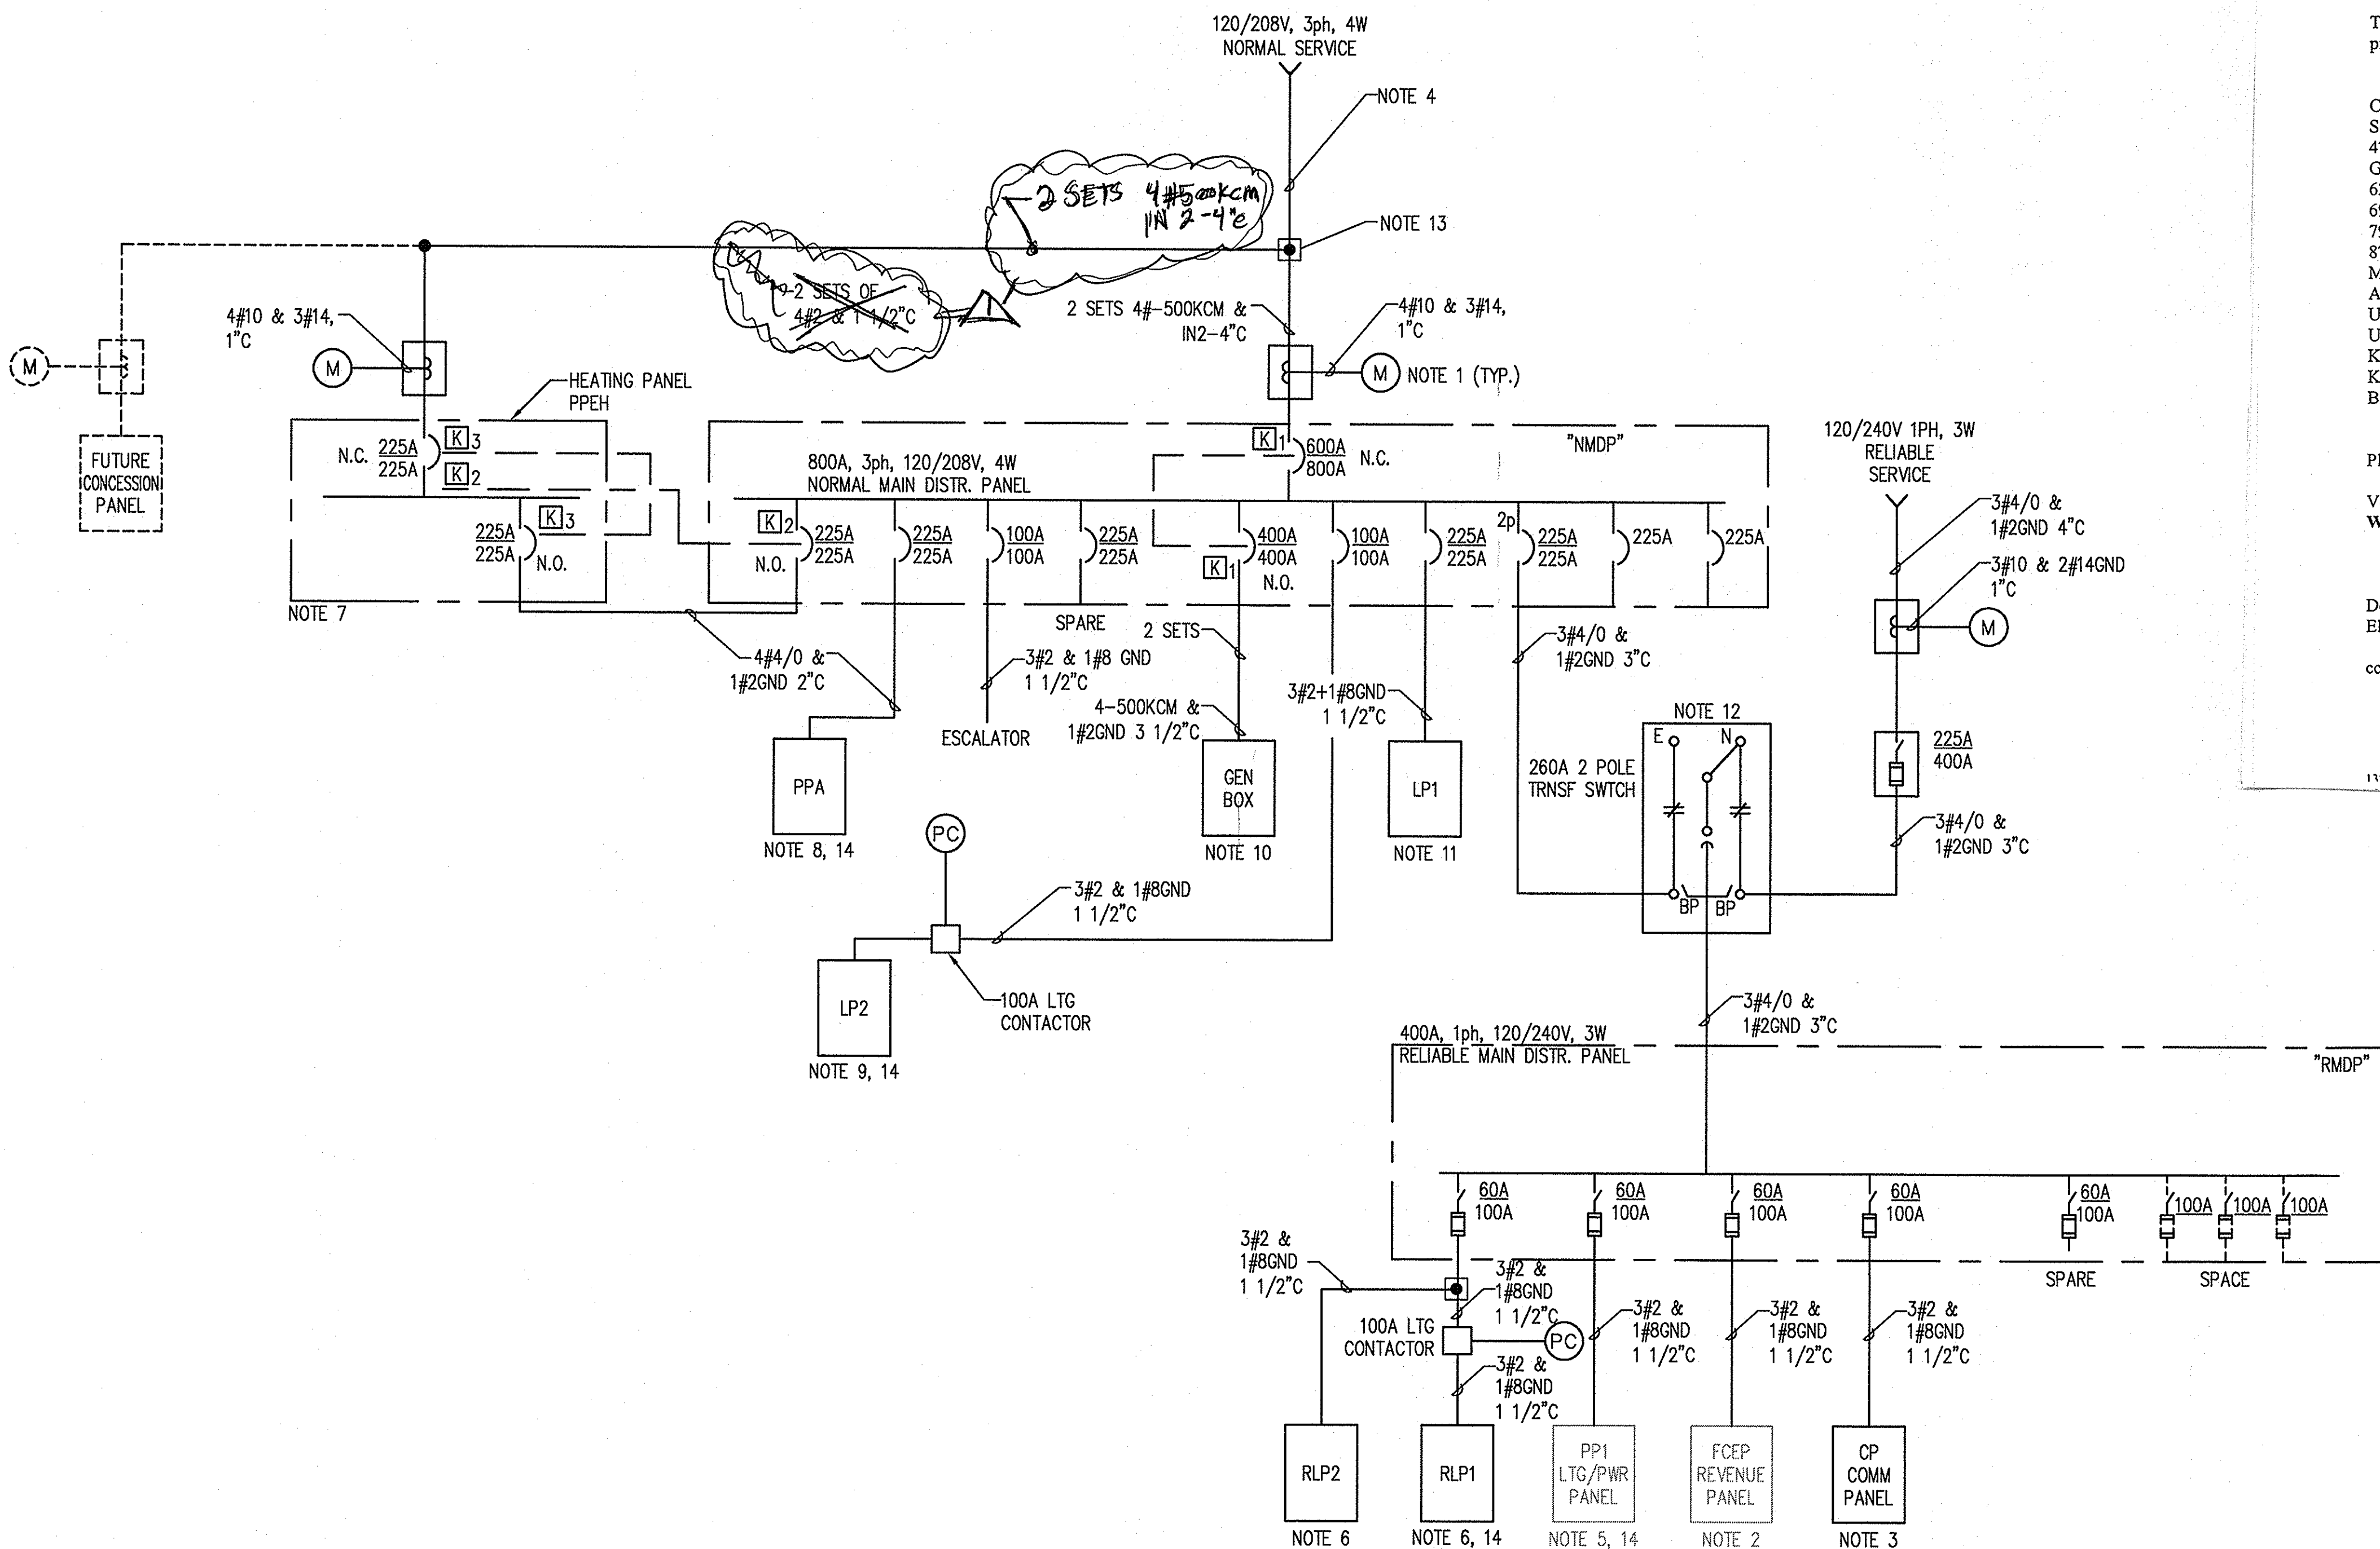 120/208V, 3ph, 4W
NORMAL SERVICE
NOTE 4
2 SETS 4#500KCM
IN 2-4"C
NOTE 13
2 SETS OF
4#2 & 1 1/2"C
1
2 SETS 4#-500KCM &
IN2-4"C
4#10 & 3#14,
1"C
M
NOTE 1 (TYP.)
4#10 & 3#14,
1"C
M
M
FUTURE
CONCESSION
PANEL
HEATING PANEL
PPEH
N.C.
225A
225A
K 3
K 2
225A
225A
K 3
N.O.
NOTE 7
"NMDP"
800A, 3ph, 120/208V, 4W
NORMAL MAIN DISTR. PANEL
K 1
600A
800A
N.C.
K 2
225A
225A
N.O.
225A
225A
100A
100A
225A
225A
400A
400A
K 1
N.O.
100A
100A
225A
225A
2p
225A
225A
225A
225A
SPARE
4#4/0 &
1#2GND 2"C
3#2 & 1#8 GND
1 1/2"C
ESCALATOR
2 SETS
4-500KCM &
1#2GND 3 1/2"C
3#2+1#8GND
1 1/2"C
3#4/0 &
1#2GND 3"C
PPA
NOTE 8, 14
GEN
BOX
NOTE 10
LP1
NOTE 11
PC
3#2 & 1#8GND
1 1/2"C
100A LTG
CONTACTOR
LP2
NOTE 9, 14
120/240V 1PH, 3W
RELIABLE
SERVICE
3#4/0 &
1#2GND 4"C
3#10 & 2#14GND
1"C
M
225A
400A
3#4/0 &
1#2GND 3"C
NOTE 12
E
N
260A 2 POLE
TRNSF SWTCH
BP
BP
3#4/0 &
1#2GND 3"C
400A, 1ph, 120/240V, 3W
RELIABLE MAIN DISTR. PANEL
"RMDP"
60A
100A
60A
100A
60A
100A
60A
100A
60A
100A
100A
100A
100A
SPARE
SPACE
3#2 &
1#8GND
1 1/2"C
3#2 &
1#8GND
1 1/2"C
100A LTG
CONTACTOR
PC
3#2 &
1#8GND
1 1/2"C
3#2 &
1#8GND
1 1/2"C
3#2 &
1#8GND
1 1/2"C
3#2 &
1#8GND
1 1/2"C
RLP2
NOTE 6
RLP1
NOTE 6, 14
PP1
LTG/PWR
PANEL
NOTE 5, 14
FCEP
REVENUE
PANEL
NOTE 2
CP
COMM
PANEL
NOTE 3